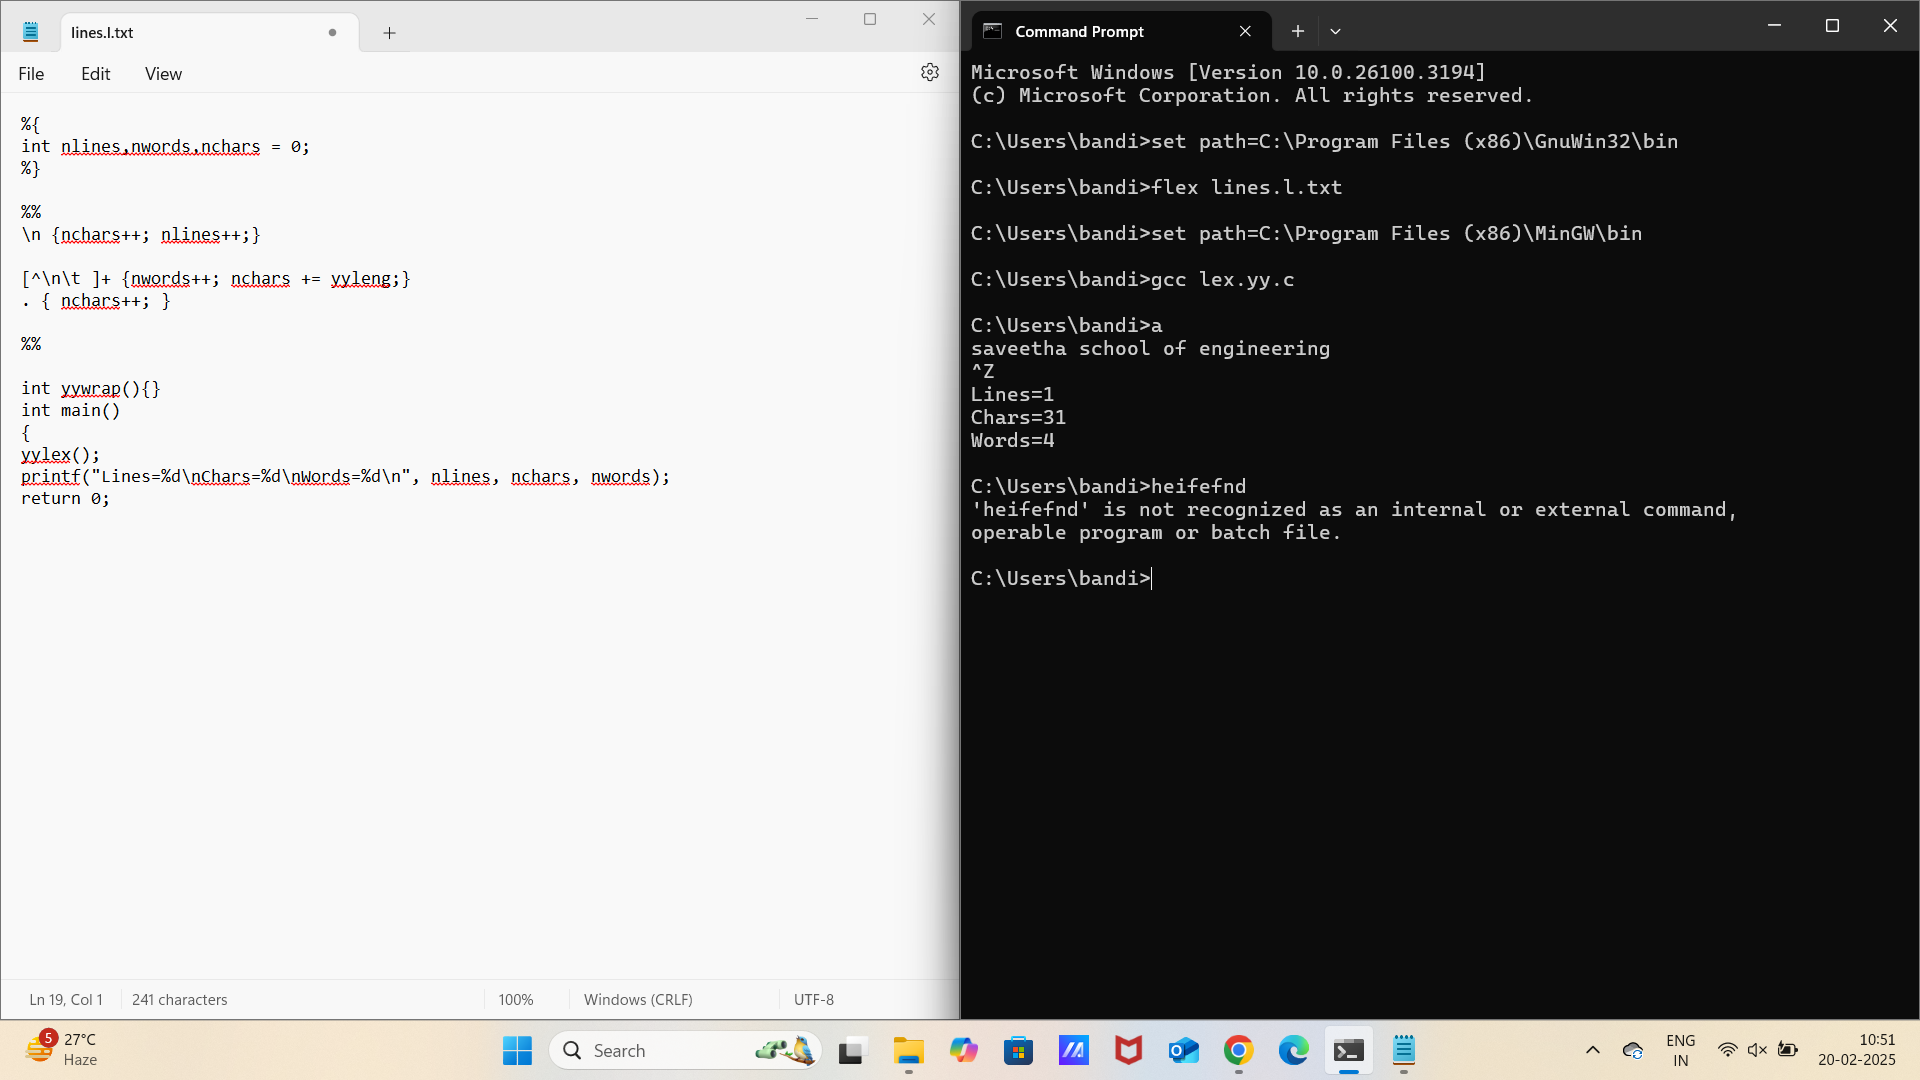 lines.l.txt
File Edit View
%{
int nlines,nwords,nchars = 0;
%}
%%
\n {nchars++; nlines++;}
[^\n\t ]+ {nwords++; nchars += yyleng;}
. { nchars++; }
%%
int yywrap(){}
int main()
{
yylex();
printf("Lines=%d\nChars=%d\nWords=%d\n", nlines, nchars, nwords);
return 0;
Ln 19, Col 1 241 characters 100% Windows (CRLF) UTF-8
Command Prompt
Microsoft Windows [Version 10.0.26100.3194]
(c) Microsoft Corporation. All rights reserved.
C:\Users\bandi>set path=C:\Program Files (x86)\GnuWin32\bin
C:\Users\bandi>flex lines.l.txt
C:\Users\bandi>set path=C:\Program Files (x86)\MinGW\bin
C:\Users\bandi>gcc lex.yy.c
C:\Users\bandi>a
saveetha school of engineering
^Z
Lines=1
Chars=31
Words=4
C:\Users\bandi>heifefnd
'heifefnd' is not recognized as an internal or external command,
operable program or batch file.
C:\Users\bandi>
5
27°C
Haze
Search
ENG
IN
10:51
20-02-2025